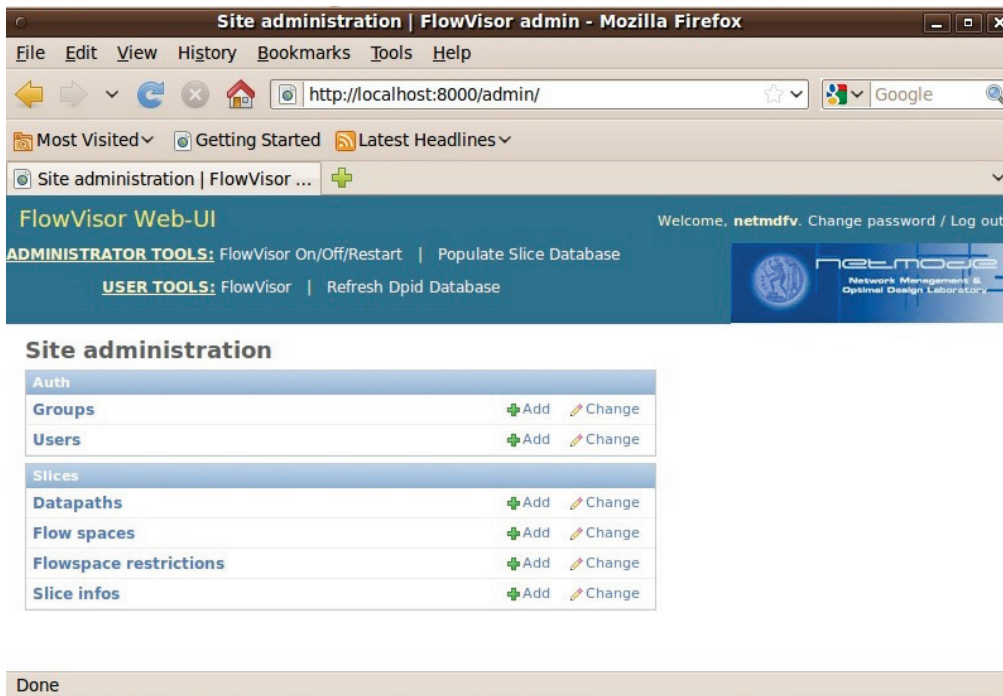 Site administration | FlowVisor admin - Mozilla Firefox
File Edit View History Bookmarks Tools Help
http://localhost:8000/admin/ Google
Most Visited Getting Started Latest Headlines
Site administration | FlowVisor ...
FlowVisor Web-UI Welcome, netmdfv. Change password / Log out
ADMINISTRATOR TOOLS: FlowVisor On/Off/Restart | Populate Slice Database
USER TOOLS: FlowVisor | Refresh Dpid Database
netmode
Network Management &
Optimal Design Laboratory
Site administration
Auth
Groups Add Change
Users Add Change
Slices
Datapaths Add Change
Flow spaces Add Change
Flowspace restrictions Add Change
Slice infos Add Change
Done